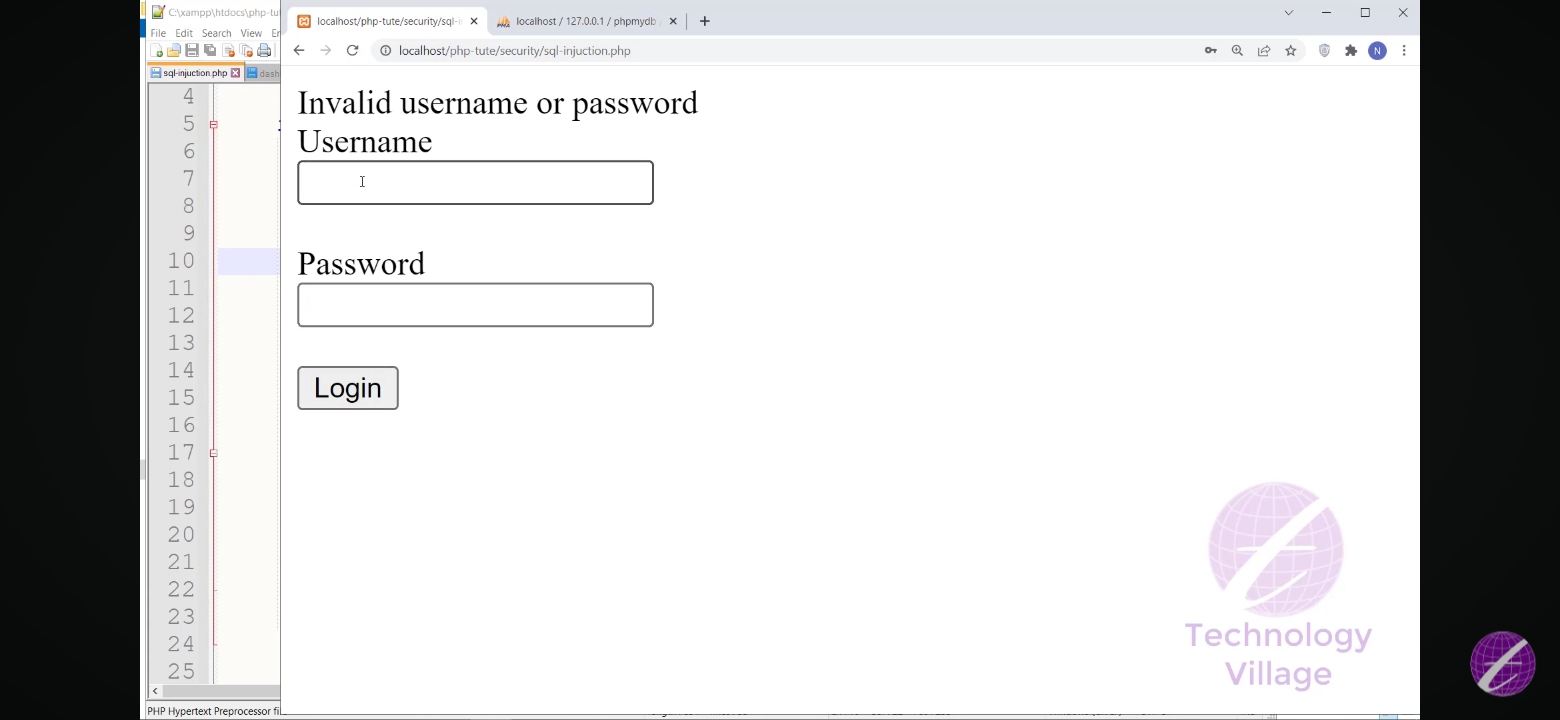 C:\xampp\htdocs\php-tu
localhost/php-tute/security/sql-i
localhost / 127.0.0.1 / phpmydb
File Edit Search View
localhost/php-tute/security/sql-injuction.php
N
sql-injuction.php
dash
4
5
6
7
8
9
10
11
12
13
14
15
16
17
18
19
20
21
22
23
24
25
Invalid username or password
Username
Password
Login
Technology
Village
PHP Hypertext Preprocessor fi